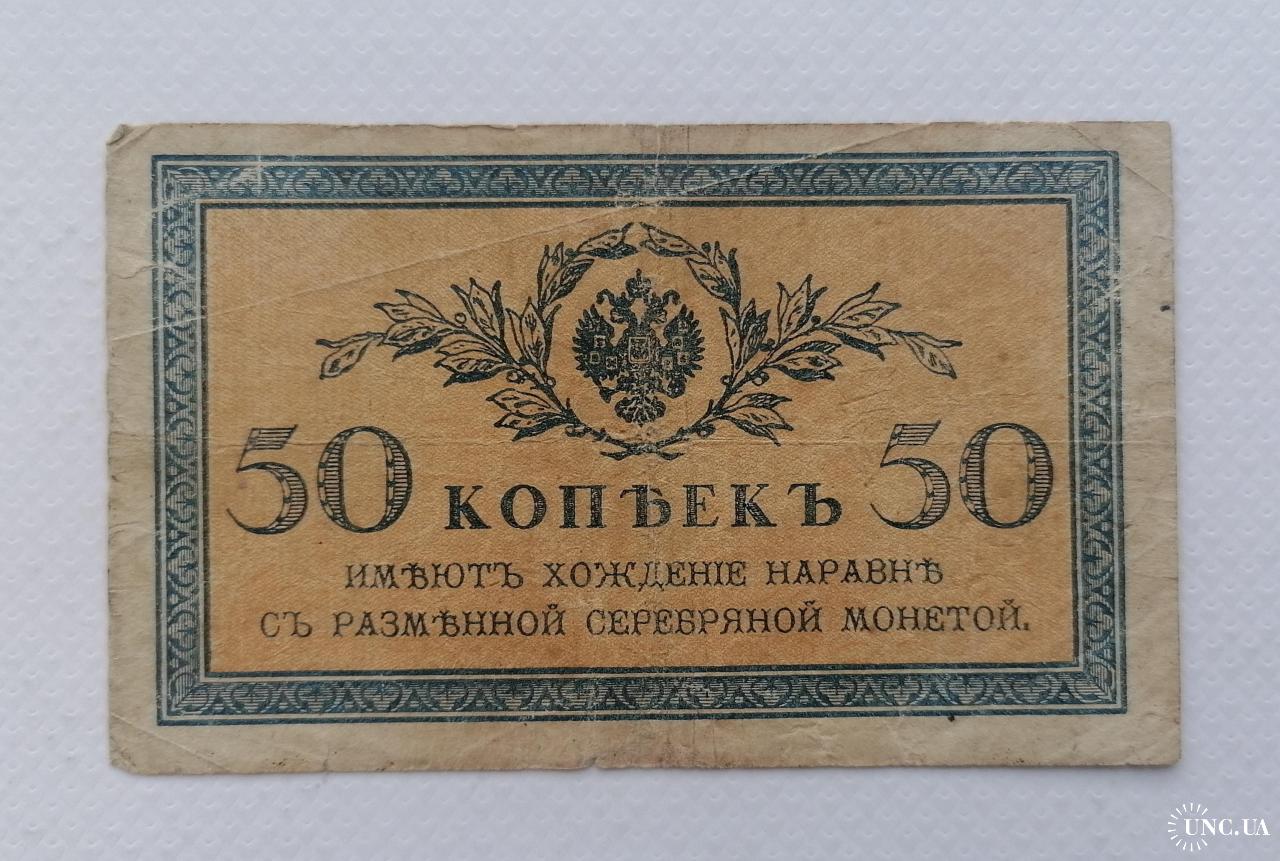 50 КОПѢЕКЪ 50
ИМѢЮТЪ ХОЖДЕНІЕ НАРАВНѢ
СЪ РАЗМѢННОЙ СЕРЕБРЯНОЙ МОНЕТОЙ.
UNC.UA